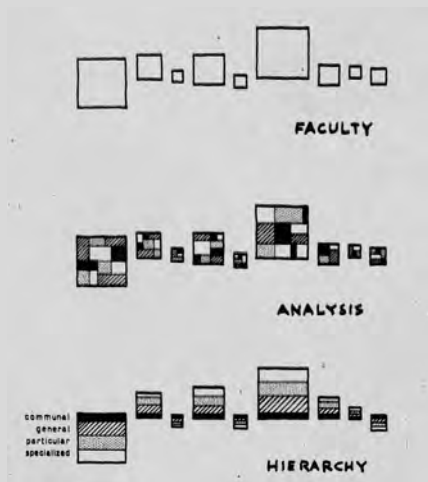 FACULTY
ANALYSIS
communal
general
particular
specialized
HIERARCHY